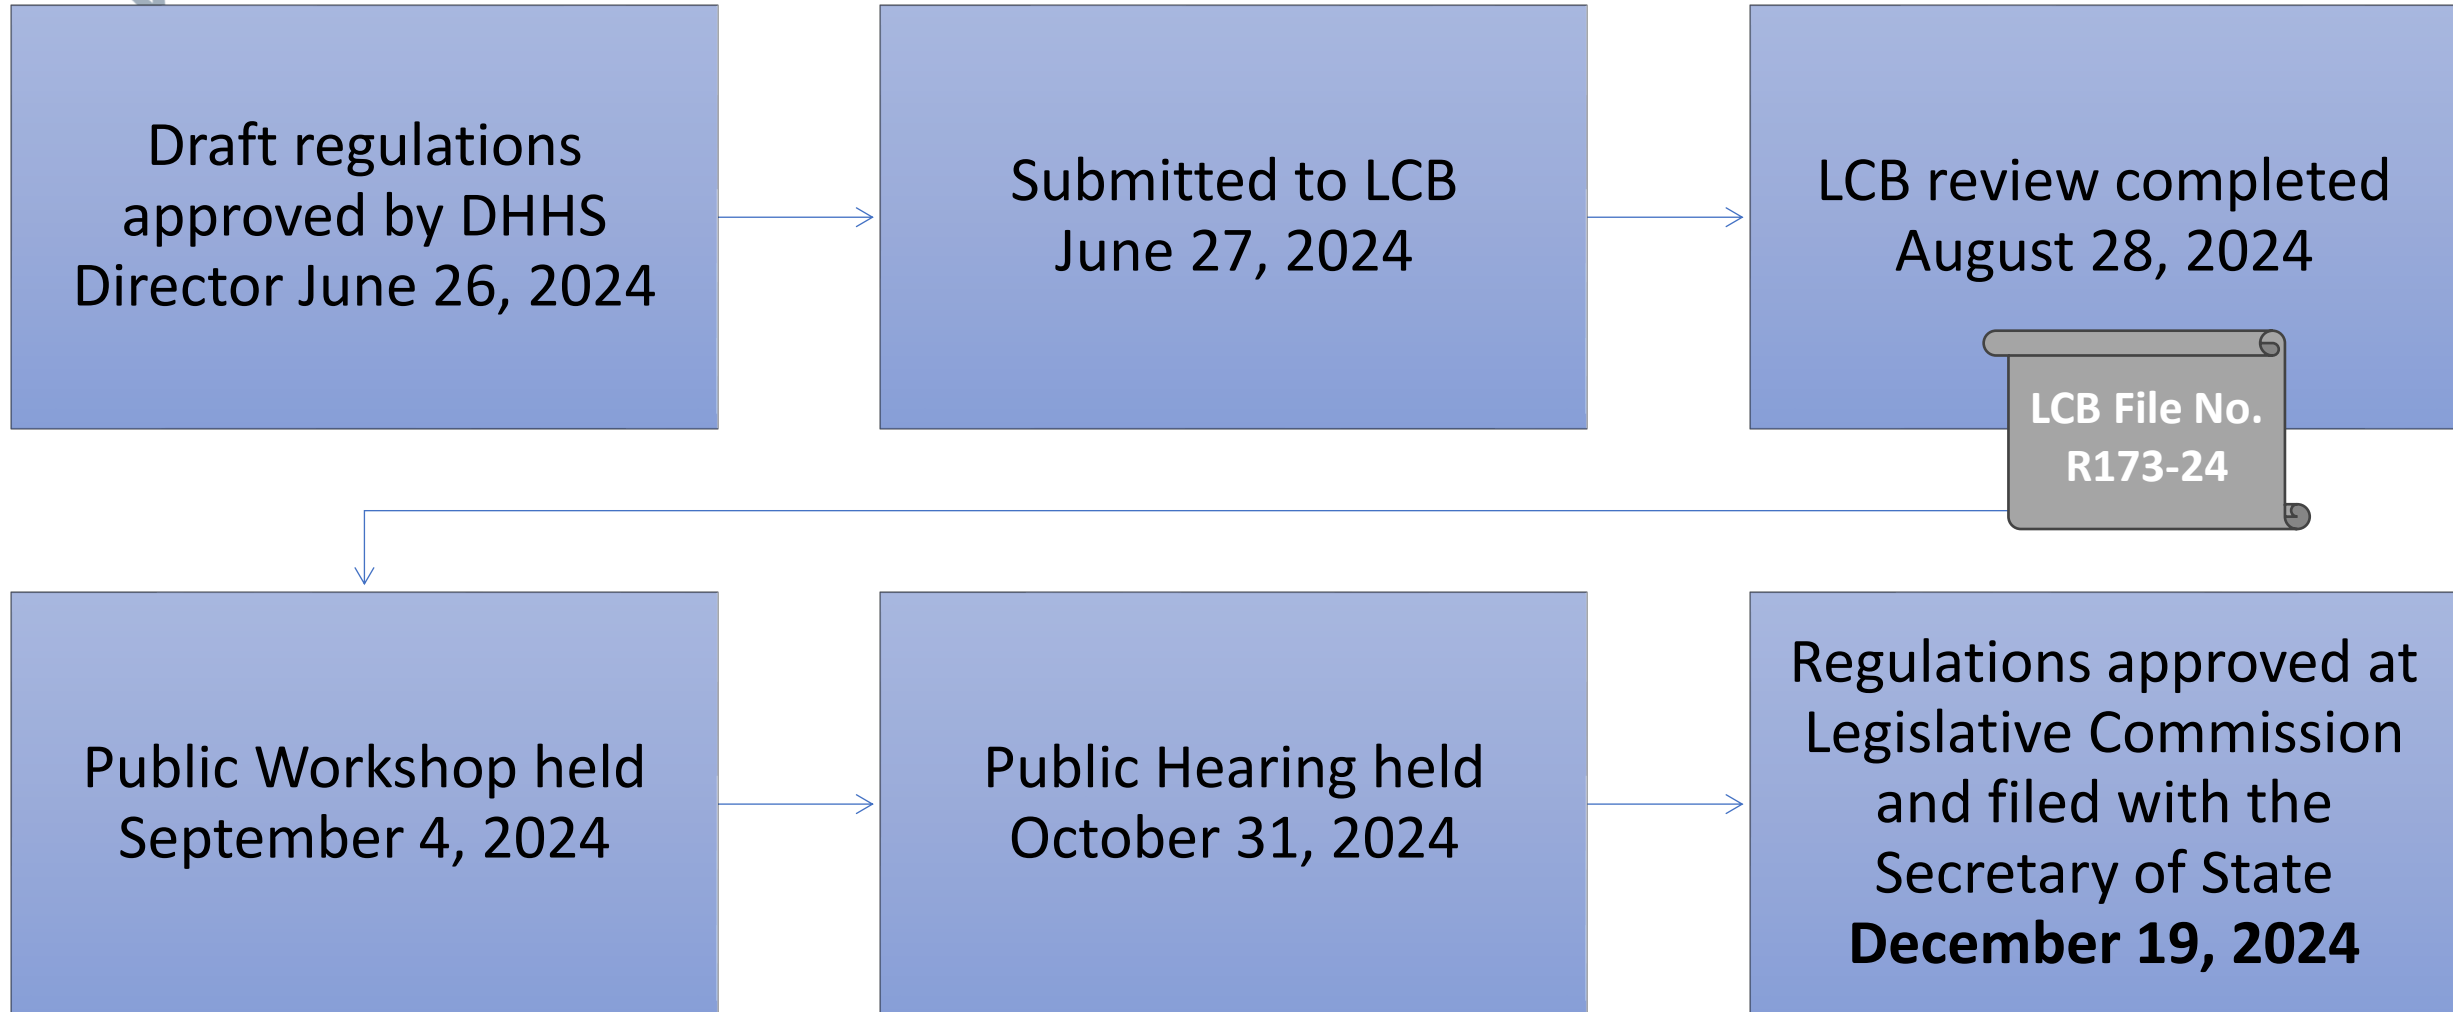 Draft regulations
approved by DHHS
Director June 26, 2024
Submitted to LCB
June 27, 2024
LCB review completed
August 28, 2024
LCB File No.
R173-24
Public Workshop held
September 4, 2024
Public Hearing held
October 31, 2024
Regulations approved at
Legislative Commission
and filed with the
Secretary of State
December 19, 2024